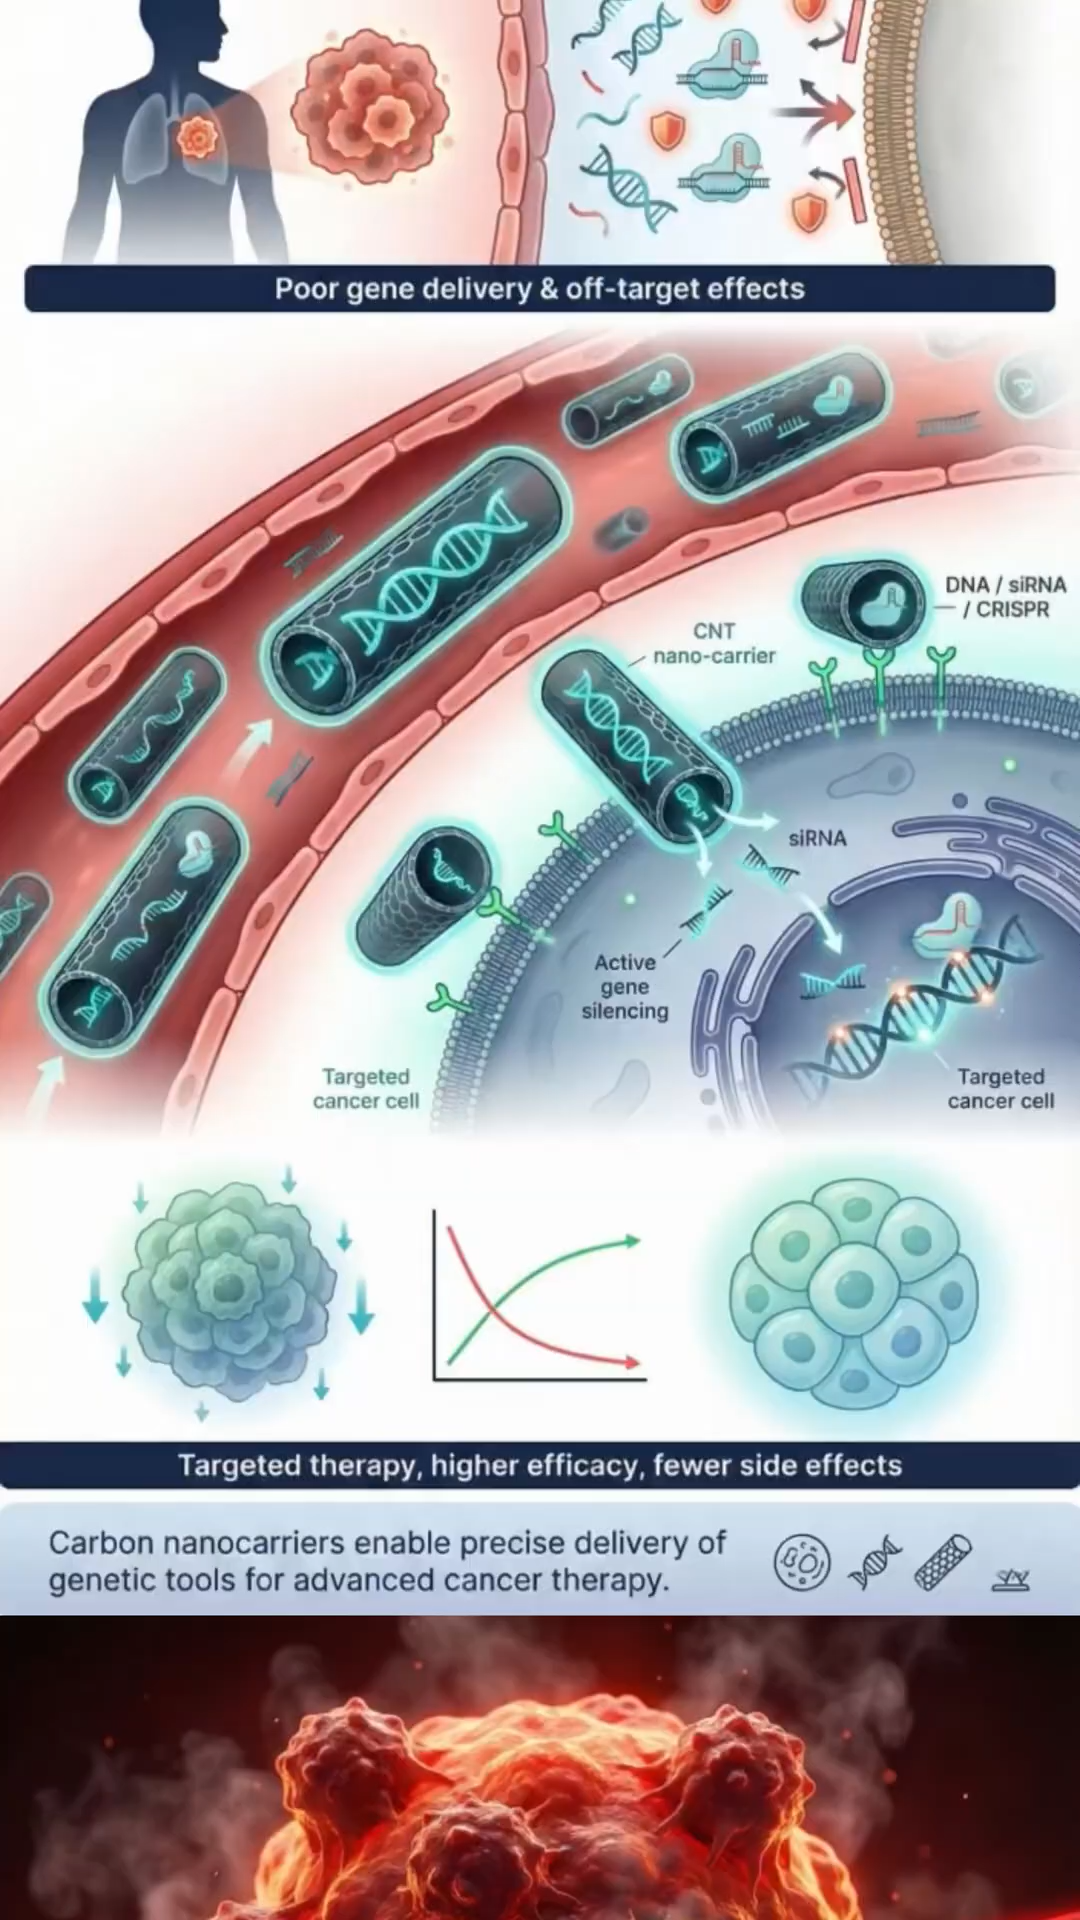 Poor gene delivery & off-target effects
DNA / siRNA
/ CRISPR
CNT
nano-carrier
siRNA
Active
gene
silencing
Targeted
cancer cell
Targeted
cancer cell
Targeted therapy, higher efficacy, fewer side effects
Carbon nanocarriers enable precise delivery of
genetic tools for advanced cancer therapy.